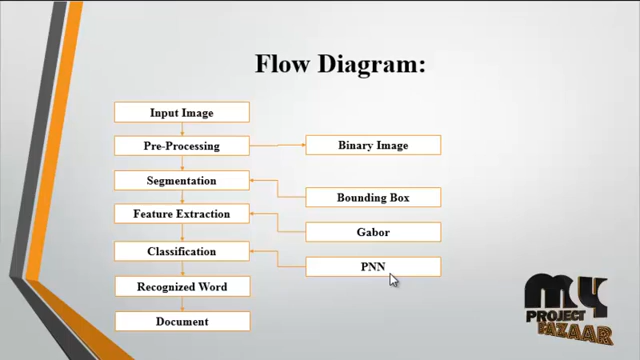 Flow Diagram:
Input Image
Pre-Processing
Binary Image
Segmentation
Bounding Box
Feature Extraction
Gabor
Classification
PNN
Recognized Word
Document
MY
PROJECT
BAZAAR